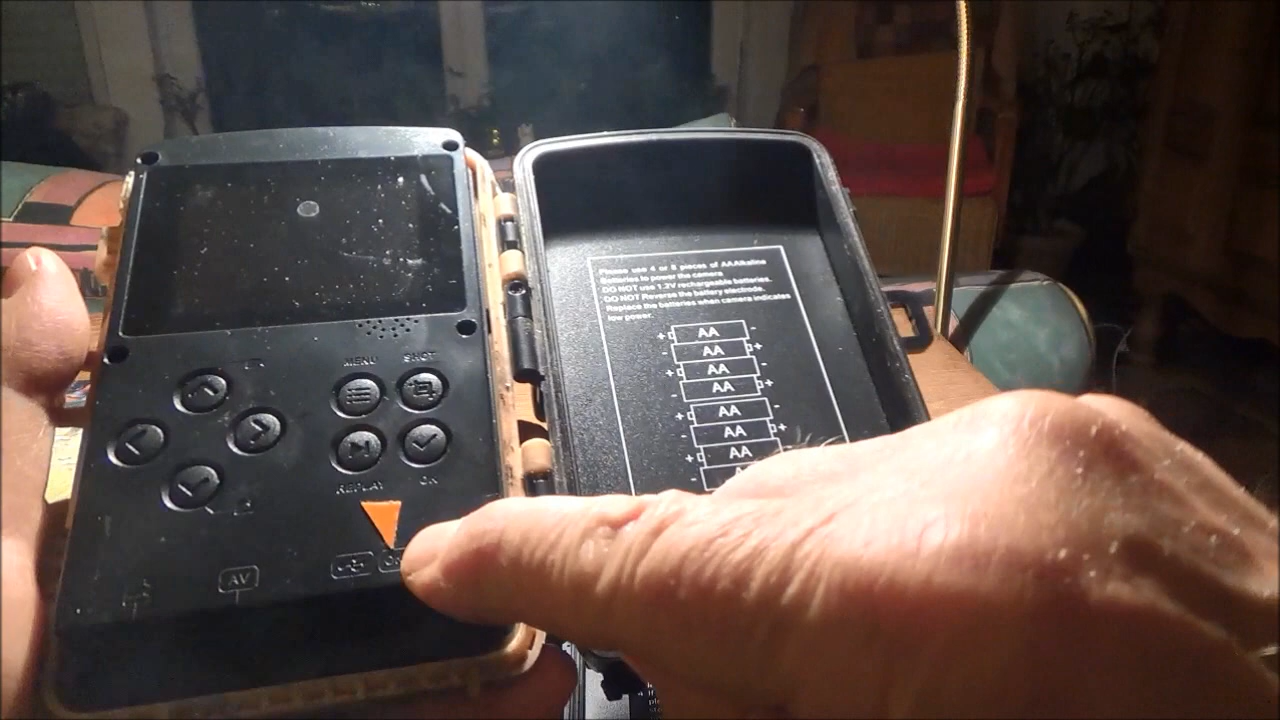 MENU
SHOT
REPLAY
OK
AV
Please use 4 or 8 pieces of AA Alkaline
batteries to power the camera
DO NOT use 1.2V rechargeable batteries.
DO NOT Reverse the battery electrode.
Replace the batteries when camera indicates
low power.
+ AA -
- AA +
+ AA -
- AA +
+ AA -
- AA +
+ AA -